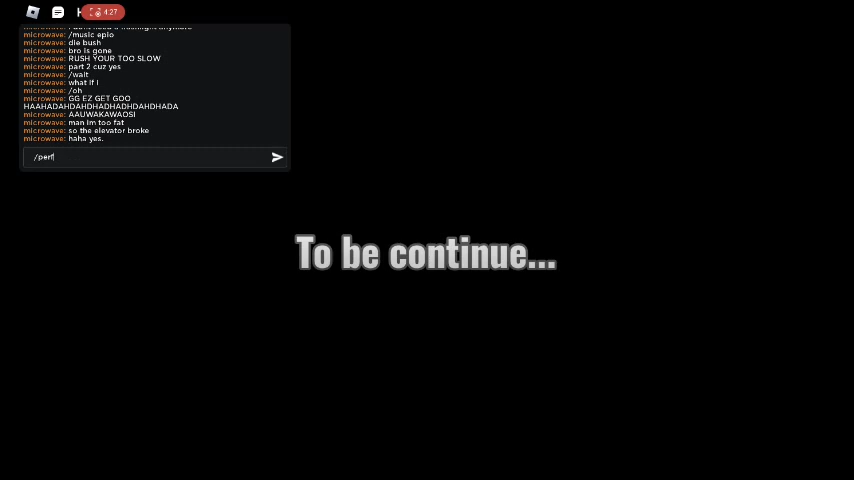 4:27
microwave: /music epio
microwave: die bush
microwave: bro is gone
microwave: RUSH YOUR TOO SLOW
microwave: part 2 cuz yes
microwave: /wait
microwave: what if i
microwave: /oh
microwave: GG EZ GET GOO
HAAHADAHDAHDHADHADHDAHDHADA
microwave: AAUWAKAWAOSI
microwave: man im too fat
microwave: so the elevator broke
microwave: haha yes.
/perf
To be continue...